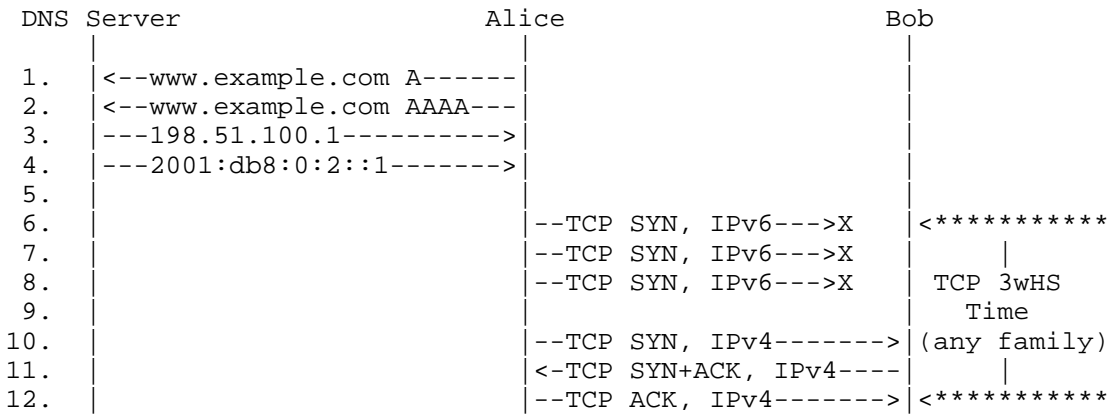 DNS Server                  Alice                         Bob
      |                            |                             |
 1.   |<--www.example.com A------|                            |
 2.   |<--www.example.com AAAA---|                            |
 3.   |---198.51.100.1---------->|                            |
 4.   |---2001:db8:0:2::1------->|                            |
 5.   |                          |                            |
 6.   |                          |--TCP SYN, IPv6--->X   |<***********
 7.   |                          |--TCP SYN, IPv6--->X   |      |
 8.   |                          |--TCP SYN, IPv6--->X   | TCP 3wHS
 9.   |                          |                       |   Time
10.   |                          |--TCP SYN, IPv4------->|(any family)
11.   |                          |<-TCP SYN+ACK, IPv4----|      |
12.   |                          |--TCP ACK, IPv4------->|<***********